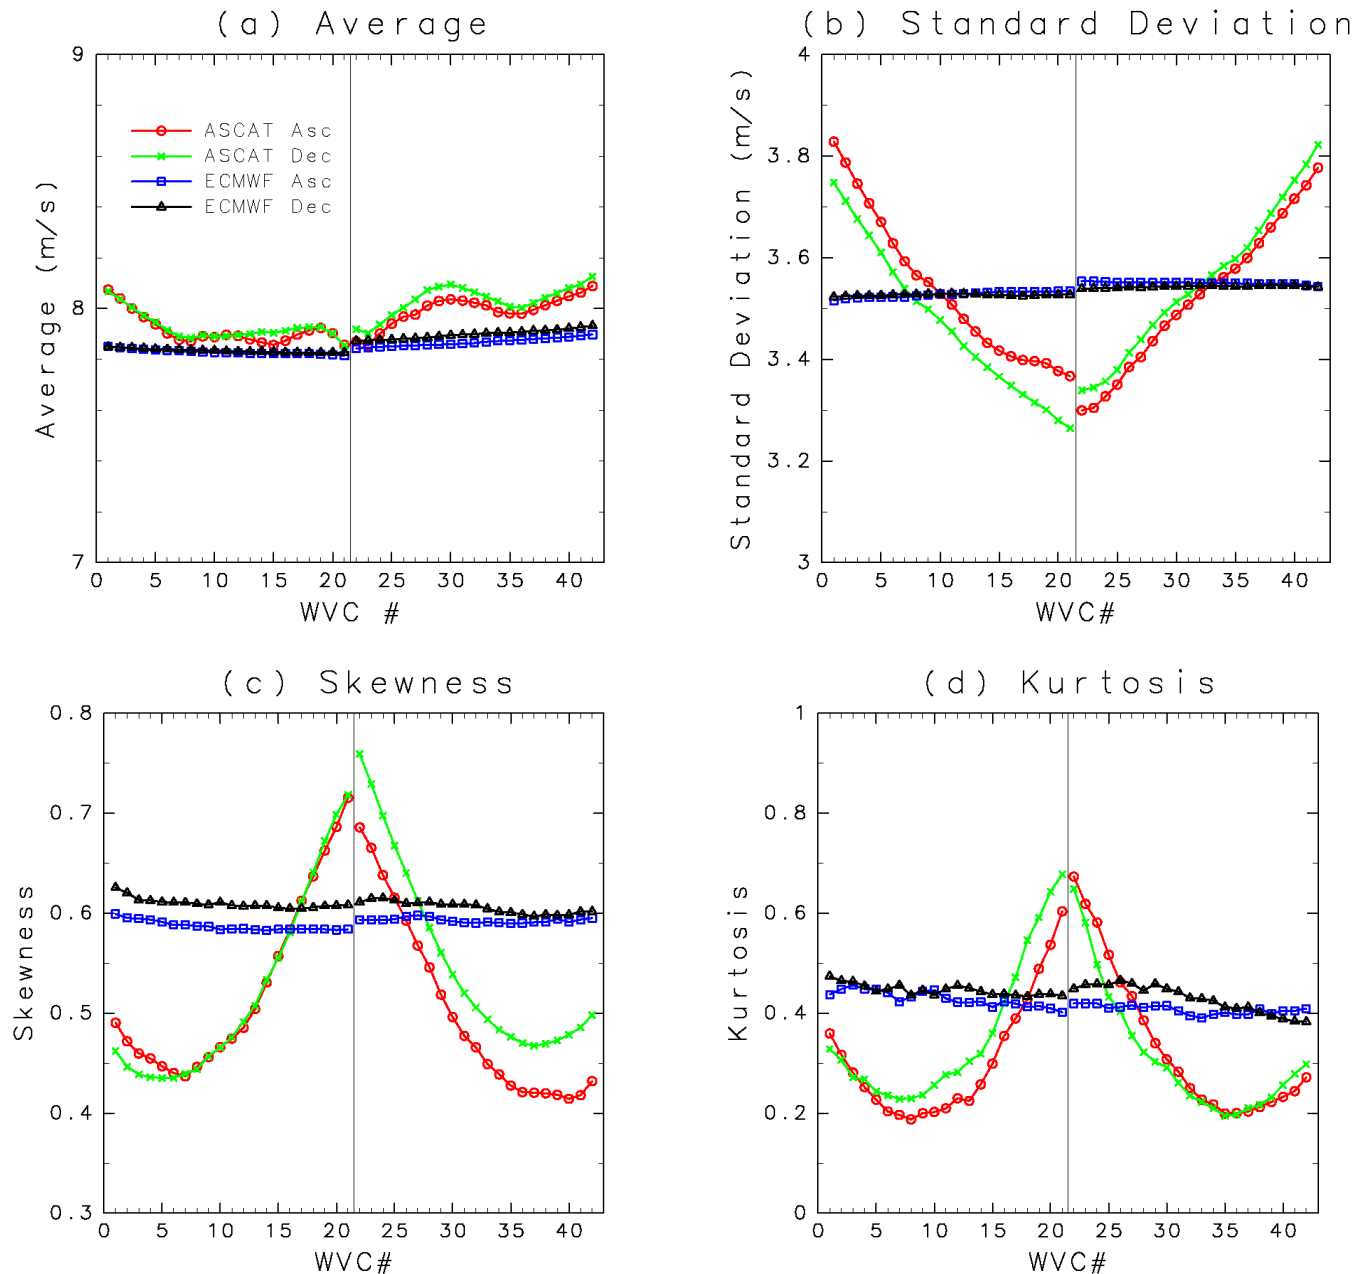 (a) Average
Average (m/s)
9
8
7
ASCAT Asc
ASCAT Dec
ECMWF Asc
ECMWF Dec
0 5 10 15 20 25 30 35 40
WVC #
(b) Standard Deviation
Standard Deviation (m/s)
4
3.8
3.6
3.4
3.2
3
0 5 10 15 20 25 30 35 40
WVC#
(c) Skewness
Skewness
0.8
0.7
0.6
0.5
0.4
0.3
0 5 10 15 20 25 30 35 40
WVC#
(d) Kurtosis
Kurtosis
1
0.8
0.6
0.4
0.2
0
0 5 10 15 20 25 30 35 40
WVC#